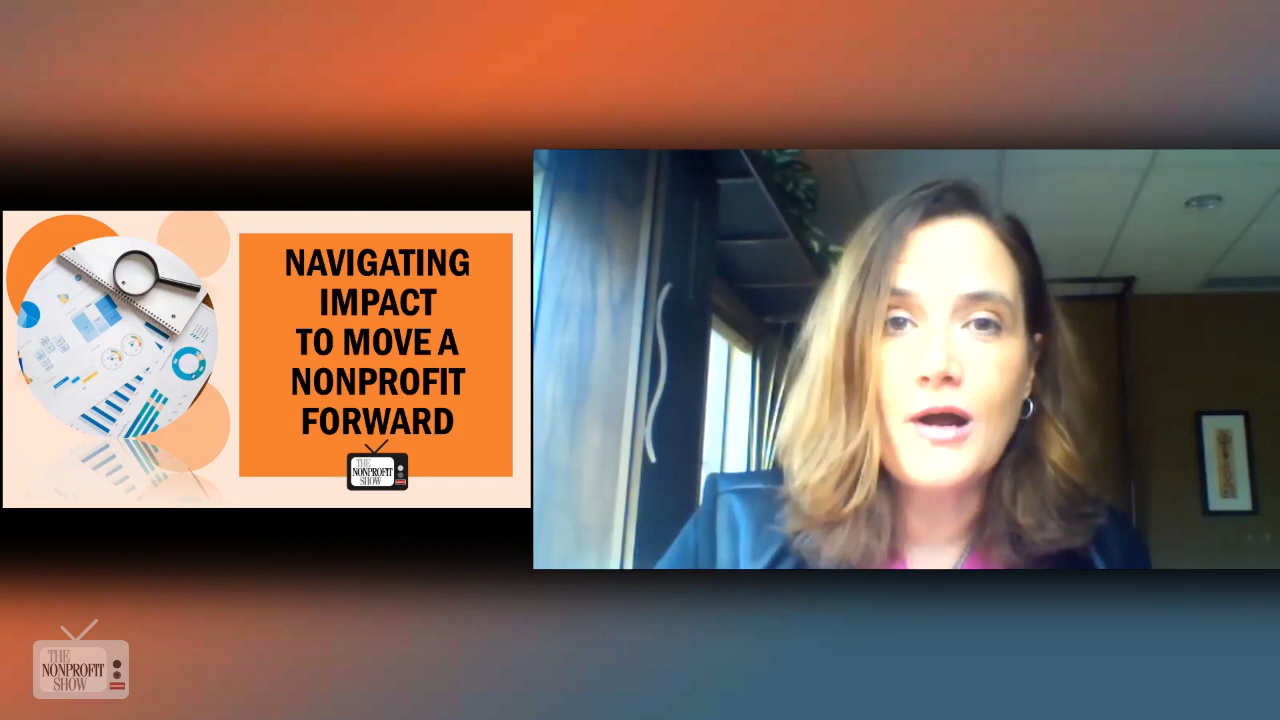 NAVIGATING
IMPACT
TO MOVE A
NONPROFIT
FORWARD
THE
NONPROFIT
SHOW
THE
NONPROFIT
SHOW